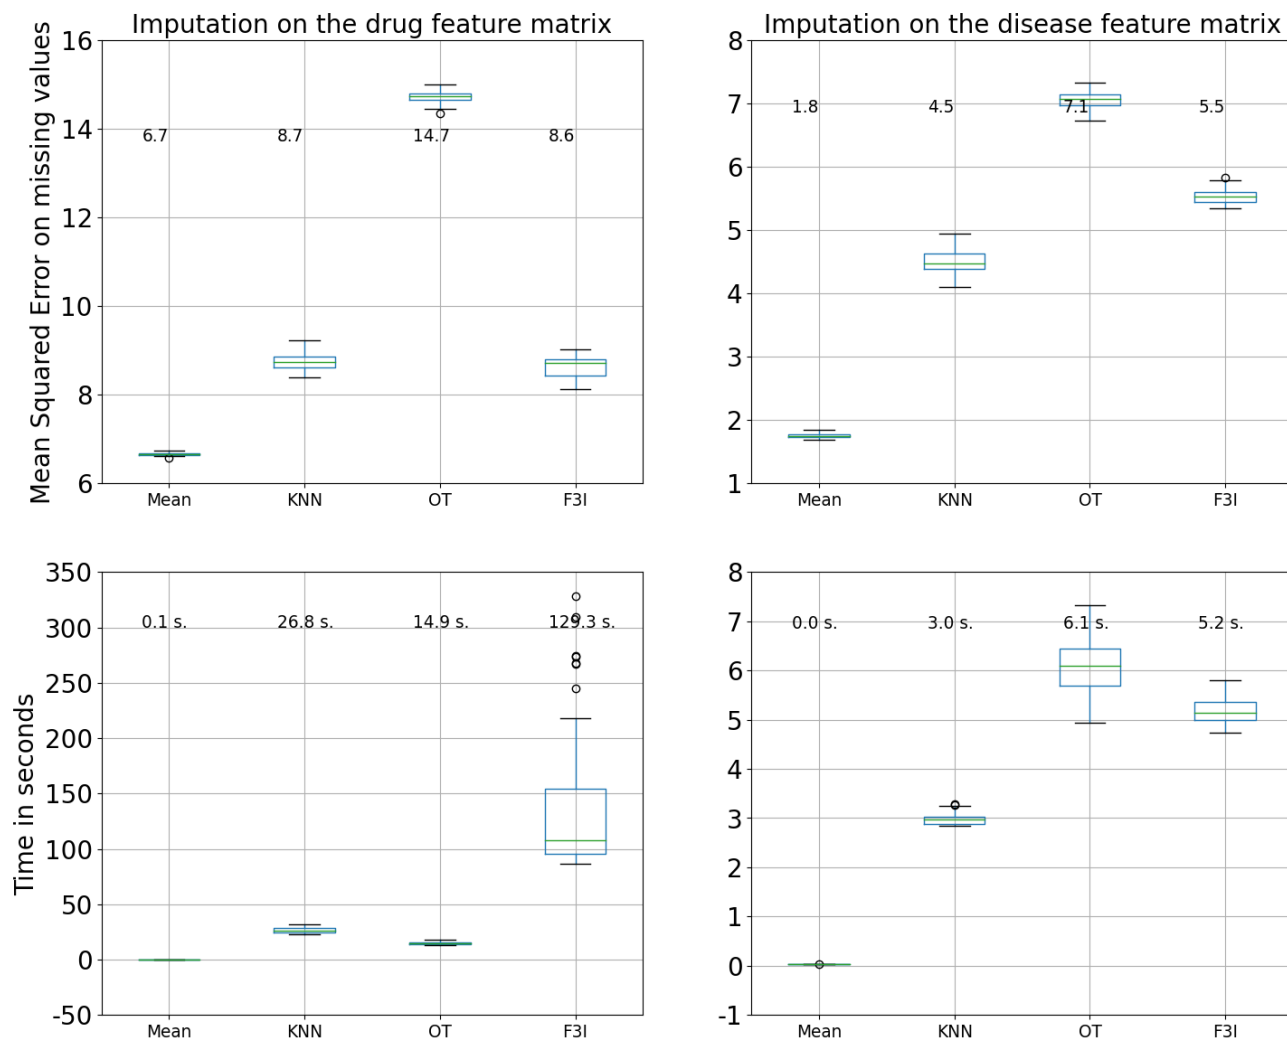 Imputation on the drug feature matrix
Mean Squared Error on missing values
16
14
12
10
8
6
6.7 8.7 14.7 8.6
Mean KNN OT F3I
Imputation on the disease feature matrix
8
7
6
5
4
3
2
1
1.8 4.5 7.1 5.5
Mean KNN OT F3I
Time in seconds
350
300
250
200
150
100
50
0
-50
0.1 s. 26.8 s. 14.9 s. 129.3 s.
Mean KNN OT F3I
8
7
6
5
4
3
2
1
0
-1
0.0 s. 3.0 s. 6.1 s. 5.2 s.
Mean KNN OT F3I